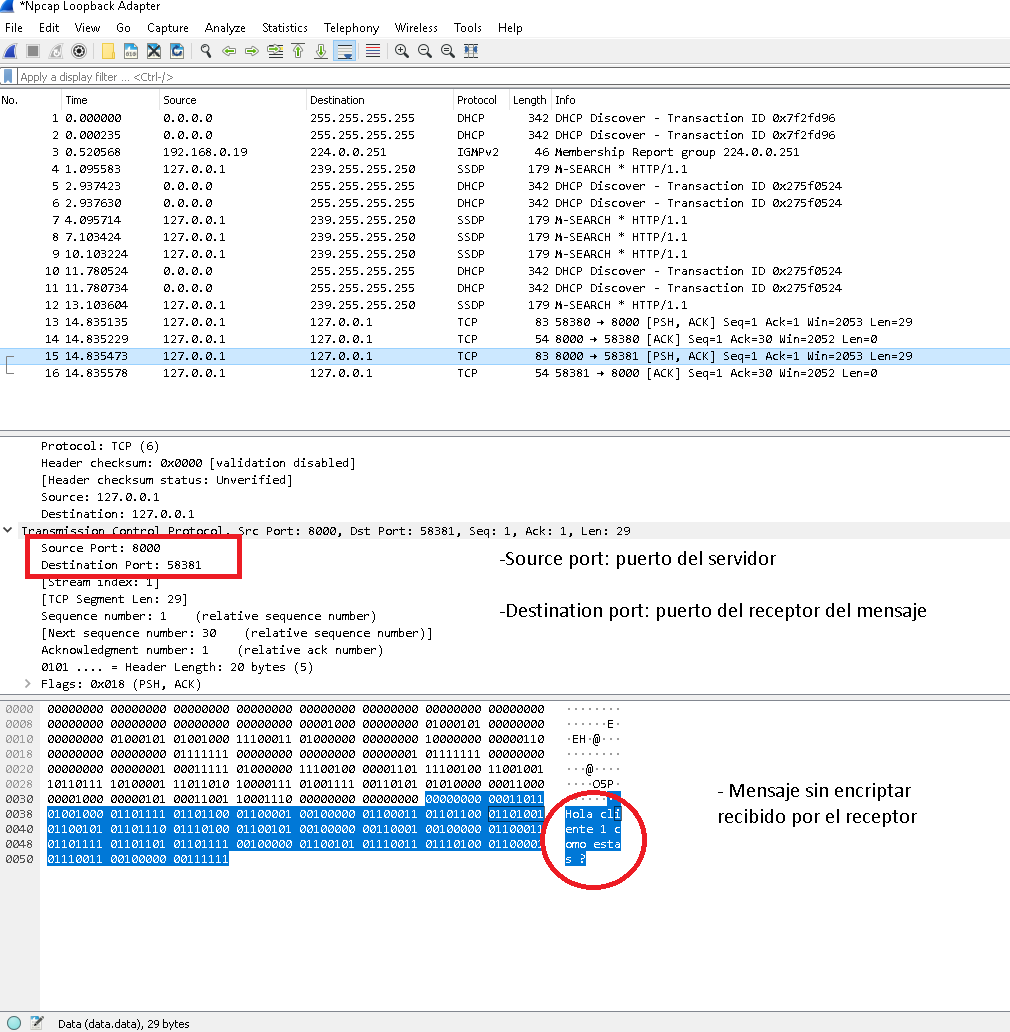 *Npcap Loopback Adapter
File Edit View Go Capture Analyze Statistics Telephony Wireless Tools Help
Apply a display filter ... <Ctrl-/>
No. Time Source Destination Protocol Length Info
1 0.000000 0.0.0.0 255.255.255.255 DHCP 342 DHCP Discover - Transaction ID 0x7f2fd96
2 0.000235 0.0.0.0 255.255.255.255 DHCP 342 DHCP Discover - Transaction ID 0x7f2fd96
3 0.520568 192.168.0.19 224.0.0.251 IGMPv2 46 Membership Report group 224.0.0.251
4 1.095583 127.0.0.1 239.255.255.250 SSDP 179 M-SEARCH * HTTP/1.1
5 2.937423 0.0.0.0 255.255.255.255 DHCP 342 DHCP Discover - Transaction ID 0x275f0524
6 2.937630 0.0.0.0 255.255.255.255 DHCP 342 DHCP Discover - Transaction ID 0x275f0524
7 4.095714 127.0.0.1 239.255.255.250 SSDP 179 M-SEARCH * HTTP/1.1
8 7.103424 127.0.0.1 239.255.255.250 SSDP 179 M-SEARCH * HTTP/1.1
9 10.103224 127.0.0.1 239.255.255.250 SSDP 179 M-SEARCH * HTTP/1.1
10 11.780524 0.0.0.0 255.255.255.255 DHCP 342 DHCP Discover - Transaction ID 0x275f0524
11 11.780734 0.0.0.0 255.255.255.255 DHCP 342 DHCP Discover - Transaction ID 0x275f0524
12 13.103604 127.0.0.1 239.255.255.250 SSDP 179 M-SEARCH * HTTP/1.1
13 14.835135 127.0.0.1 127.0.0.1 TCP 83 58380 → 8000 [PSH, ACK] Seq=1 Ack=1 Win=2053 Len=29
14 14.835229 127.0.0.1 127.0.0.1 TCP 54 8000 → 58380 [ACK] Seq=1 Ack=30 Win=2052 Len=0
15 14.835473 127.0.0.1 127.0.0.1 TCP 83 8000 → 58381 [PSH, ACK] Seq=1 Ack=1 Win=2053 Len=29
16 14.835578 127.0.0.1 127.0.0.1 TCP 54 58381 → 8000 [ACK] Seq=1 Ack=30 Win=2052 Len=0
Protocol: TCP (6)
Header checksum: 0x0000 [validation disabled]
[Header checksum status: Unverified]
Source: 127.0.0.1
Destination: 127.0.0.1
Transmission Control Protocol, Src Port: 8000, Dst Port: 58381, Seq: 1, Ack: 1, Len: 29
Source Port: 8000
Destination Port: 58381
[Stream index: 1]
[TCP Segment Len: 29]
Sequence number: 1 (relative sequence number)
[Next sequence number: 30 (relative sequence number)]
Acknowledgment number: 1 (relative ack number)
0101 .... = Header Length: 20 bytes (5)
Flags: 0x018 (PSH, ACK)
-Source port: puerto del servidor
-Destination port: puerto del receptor del mensaje
0000 00000000 00000000 00000000 00000000 00000000 00000000 00000000 00000000 ········
0008 00000000 00000000 00000000 00000000 00001000 00000000 01000101 00000000 ······E·
0010 00000000 01000101 01001000 11100011 01000000 00000000 10000000 00000110 ·EH·@···
0018 00000000 00000000 01111111 00000000 00000000 00000001 01111111 00000000 ········
0020 00000000 00000001 00011111 01000000 11100100 00001101 11100100 11001001 ···@····
0028 10110111 10100001 11011010 10000111 01001111 00110101 01010000 00011000 ····O5P·
0030 00001000 00000101 00011001 10001110 00000000 00000000 00000000 00011011 ········
0038 01001000 01101111 01101100 01100001 00100000 01100011 01101100 01101001 Hola cli
0040 01100101 01101110 01110100 01100101 00100000 00110001 00100000 01100011 ente 1 c
0048 01101111 01101101 01101111 00100000 01100101 01110011 01110100 01100001 omo esta
0050 01110011 00100000 00111111 s ?
- Mensaje sin encriptar
recibido por el receptor
Data (data.data), 29 bytes